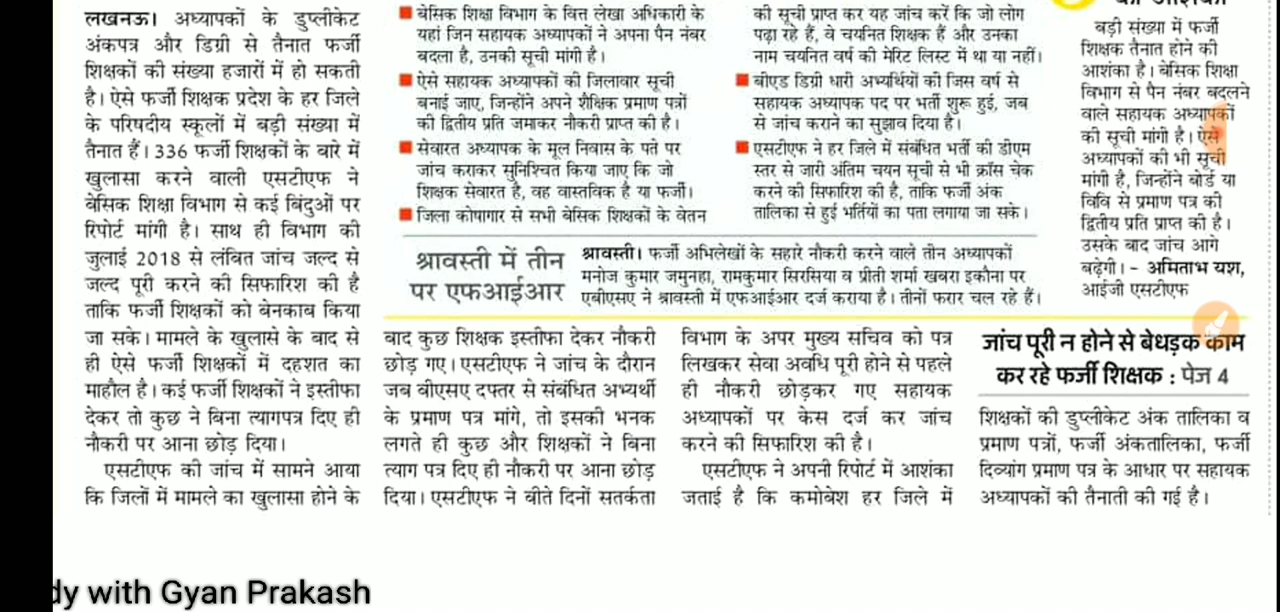 लखनऊ। अध्यापकों के डुप्लीकेट
अंकपत्र और डिग्री से तैनात फर्जी
शिक्षकों की संख्या हजारों में हो सकती
है। ऐसे फर्जी शिक्षक प्रदेश के हर जिले
के परिषदीय स्कूलों में बड़ी संख्या में
तैनात हैं। 336 फर्जी शिक्षकों के बारे में
खुलासा करने वाली एसटीएफ ने
बेसिक शिक्षा विभाग से कई बिंदुओं पर
रिपोर्ट मांगी है। साथ ही विभाग की
जुलाई 2018 से लंबित जांच जल्द से
जल्द पूरी करने की सिफारिश की है
ताकि फर्जी शिक्षकों को बेनकाब किया
जा सके। मामले के खुलासे के बाद से
ही ऐसे फर्जी शिक्षकों में दहशत का
माहौल है। कई फर्जी शिक्षकों ने इस्तीफा
देकर तो कुछ ने बिना त्यागपत्र दिए ही
नौकरी पर आना छोड़ दिया।
एसटीएफ की जांच में सामने आया
कि जिलों में मामले का खुलासा होने के
बेसिक शिक्षा विभाग के वित्त लेखा अधिकारी के
यहां जिन सहायक अध्यापकों ने अपना पैन नंबर
बदला है, उनकी सूची मांगी है।
ऐसे सहायक अध्यापकों की जिलावार सूची
बनाई जाए, जिन्होंने अपने शैक्षिक प्रमाण पत्रों
की द्वितीय प्रति जमाकर नौकरी प्राप्त की है।
सेवारत अध्यापक के मूल निवास के पते पर
जांच कराकर सुनिश्चित किया जाए कि जो
शिक्षक सेवारत है, वह वास्तविक है या फर्जी।
जिला कोषागार से सभी बेसिक शिक्षकों के वेतन
की सूची प्राप्त कर यह जांच करें कि जो लोग
पढ़ा रहे हैं, वे चयनित शिक्षक हैं और उनका
नाम चयनित वर्ष की मेरिट लिस्ट में था या नहीं।
बीएड डिग्री धारी अभ्यर्थियों की जिस वर्ष से
सहायक अध्यापक पद पर भर्ती शुरू हुई, जब
से जांच कराने का सुझाव दिया है।
एसटीएफ ने हर जिले में संबंधित भर्ती की डीएम
स्तर से जारी अंतिम चयन सूची से भी क्रॉस चेक
करने की सिफारिश की है, ताकि फर्जी अंक
तालिका से हुई भर्तियों का पता लगाया जा सके।
बड़ी संख्या में फर्जी
शिक्षक तैनात होने की
आशंका है। बेसिक शिक्षा
विभाग से पैन नंबर बदलने
वाले सहायक अध्यापकों
की सूची मांगी है। ऐसे
अध्यापकों की भी सूची
मांगी है, जिन्होंने बोर्ड या
विवि से प्रमाण पत्र की
द्वितीय प्रति प्राप्त की है।
उसके बाद जांच आगे
बढ़ेगी। - अमिताभ यश,
आईजी एसटीएफ
श्रावस्ती में तीन
पर एफआईआर
श्रावस्ती। फर्जी अभिलेखों के सहारे नौकरी करने वाले तीन अध्यापकों
मनोज कुमार जमुनहा, रामकुमार सिरसिया व प्रीती शर्मा खबरा इकौना पर
एबीएसए ने श्रावस्ती में एफआईआर दर्ज कराया है। तीनों फरार चल रहे हैं।
बाद कुछ शिक्षक इस्तीफा देकर नौकरी
छोड़ गए। एसटीएफ ने जांच के दौरान
जब बीएसए दफ्तर से संबंधित अभ्यर्थी
के प्रमाण पत्र मांगे, तो इसकी भनक
लगते ही कुछ और शिक्षकों ने बिना
त्याग पत्र दिए ही नौकरी पर आना छोड़
दिया। एसटीएफ ने बीते दिनों सतर्कता
विभाग के अपर मुख्य सचिव को पत्र
लिखकर सेवा अवधि पूरी होने से पहले
ही नौकरी छोड़कर गए सहायक
अध्यापकों पर केस दर्ज कर जांच
करने की सिफारिश की है।
एसटीएफ ने अपनी रिपोर्ट में आशंका
जताई है कि कमोबेश हर जिले में
जांच पूरी न होने से बेधड़क काम
कर रहे फर्जी शिक्षक : पेज 4
शिक्षकों की डुप्लीकेट अंक तालिका व
प्रमाण पत्रों, फर्जी अंकतालिका, फर्जी
दिव्यांग प्रमाण पत्र के आधार पर सहायक
अध्यापकों की तैनाती की गई है।
dy with Gyan Prakash